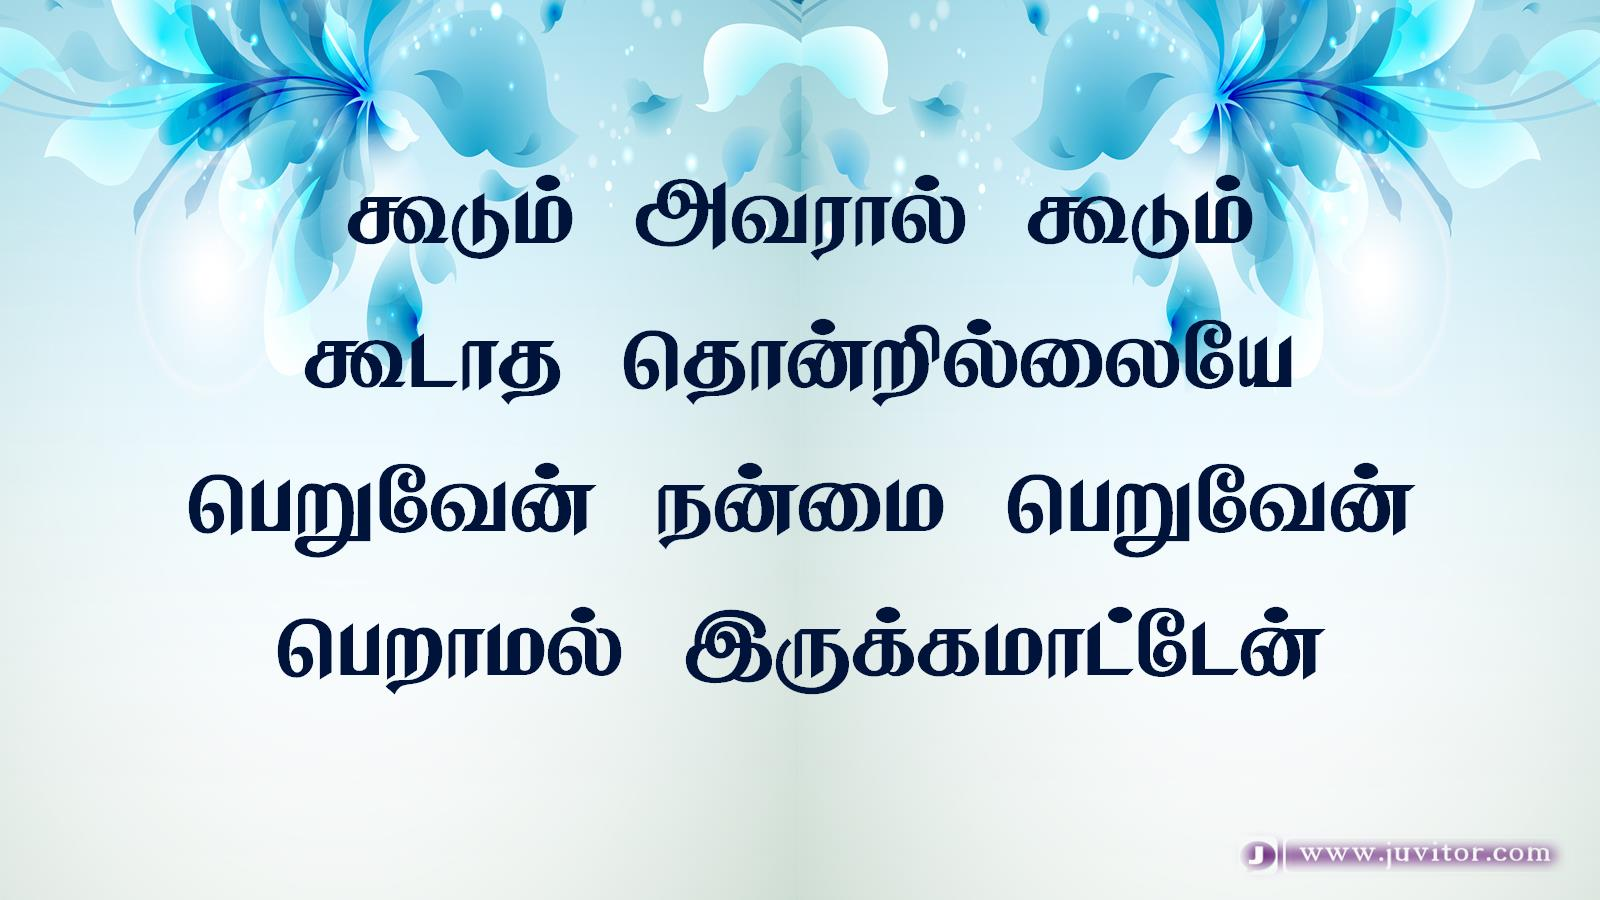 கூடும் அவரால் கூடும்
கூடாத தொன்றில்லையே
பெறுவேன் நன்மை பெறுவேன்
பெறாமல் இருக்கமாட்டேன்
J www.juvitor.com